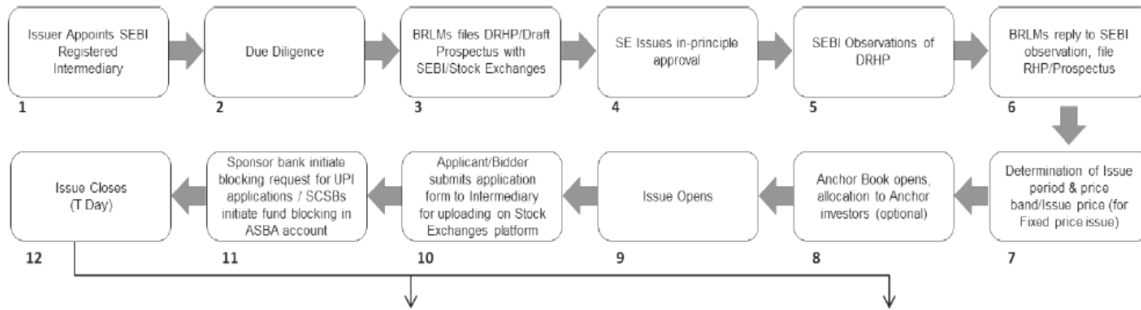 Issuer Appoints SEBI
Registered
Intermediary
1
Due Diligence
2
BRLMs files DRHP/Draft
Prospectus with
SEBI/Stock Exchanges
3
SE Issues in-principle
approval
4
SEBI Observations of
DRHP
5
BRLMs reply to SEBI
observation, file
RHP/Prospectus
6
Determination of Issue
period & price
band/Issue price (for
Fixed price issue)
7
Anchor Book opens,
allocation to Anchor
investors (optional)
8
Issue Opens
9
Applicant/Bidder
submits application
form to Intermediary
for uploading on Stock
Exchanges platform
10
Sponsor bank initiate
blocking request for UPI
applications / SCSBs
initiate fund blocking in
ASBA account
11
Issue Closes
(T Day)
12